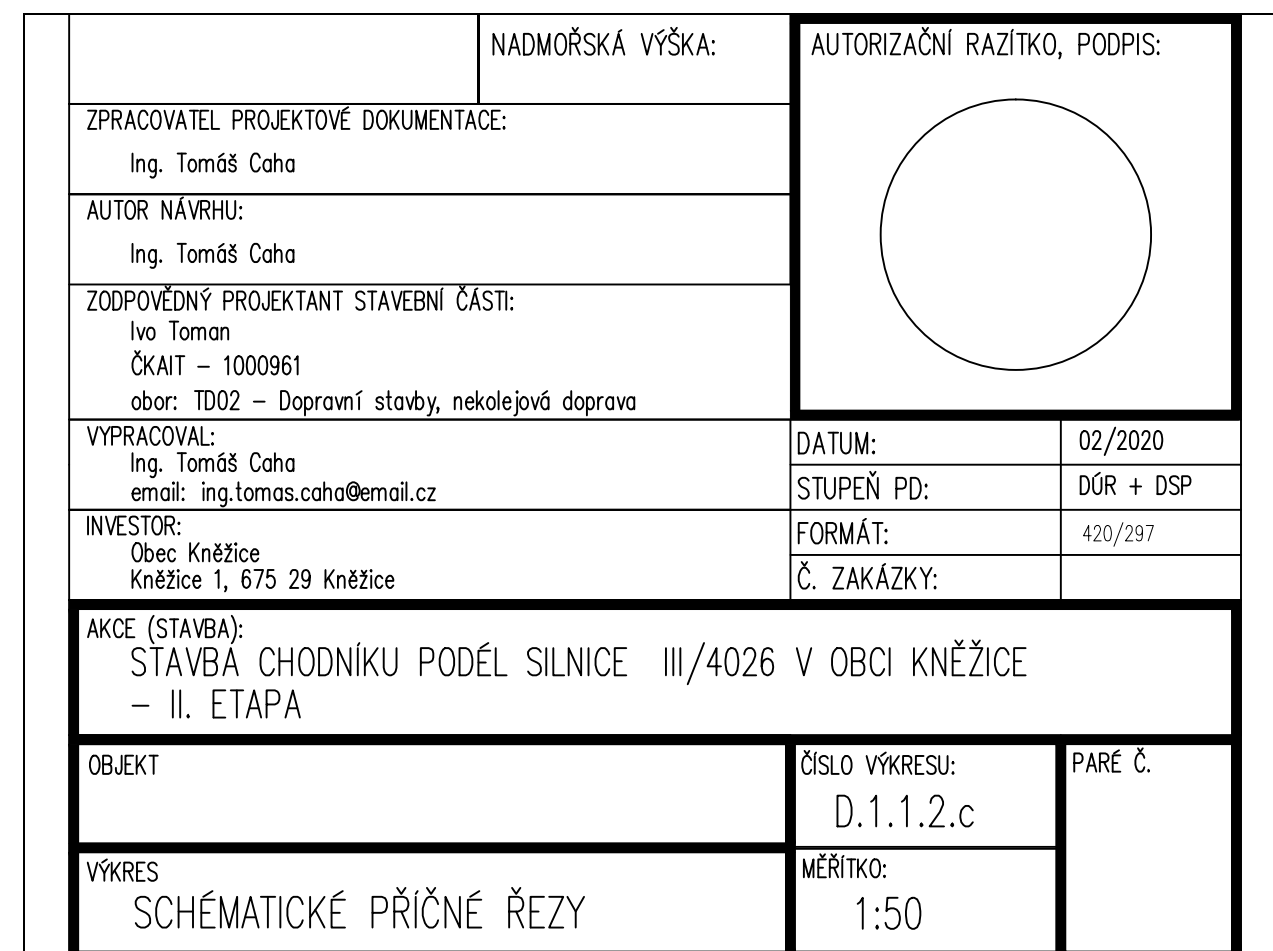 NADMOŘSKÁ VÝŠKA:
AUTORIZAČNÍ RAZÍTKO, PODPIS:
ZPRACOVATEL PROJEKTOVÉ DOKUMENTACE:
Ing. Tomáš Caha
AUTOR NÁVRHU:
Ing. Tomáš Caha
ZODPOVĚDNÝ PROJEKTANT STAVEBNÍ ČÁSTI:
Ivo Toman
ČKAIT – 1000961
obor: TD02 – Dopravní stavby, nekolejová doprava
VYPRACOVAL:
Ing. Tomáš Caha
email: ing.tomas.caha@email.cz
DATUM: 02/2020
STUPEŇ PD: DÚR + DSP
INVESTOR:
Obec Kněžice
Kněžice 1, 675 29 Kněžice
FORMÁT: 420/297
Č. ZAKÁZKY:
AKCE (STAVBA):
STAVBA CHODNÍKU PODÉL SILNICE III/4026 V OBCI KNĚŽICE
– II. ETAPA
OBJEKT
ČÍSLO VÝKRESU:
D.1.1.2.c
PARÉ Č.
VÝKRES
SCHÉMATICKÉ PŘÍČNÉ ŘEZY
MĚŘÍTKO:
1:50